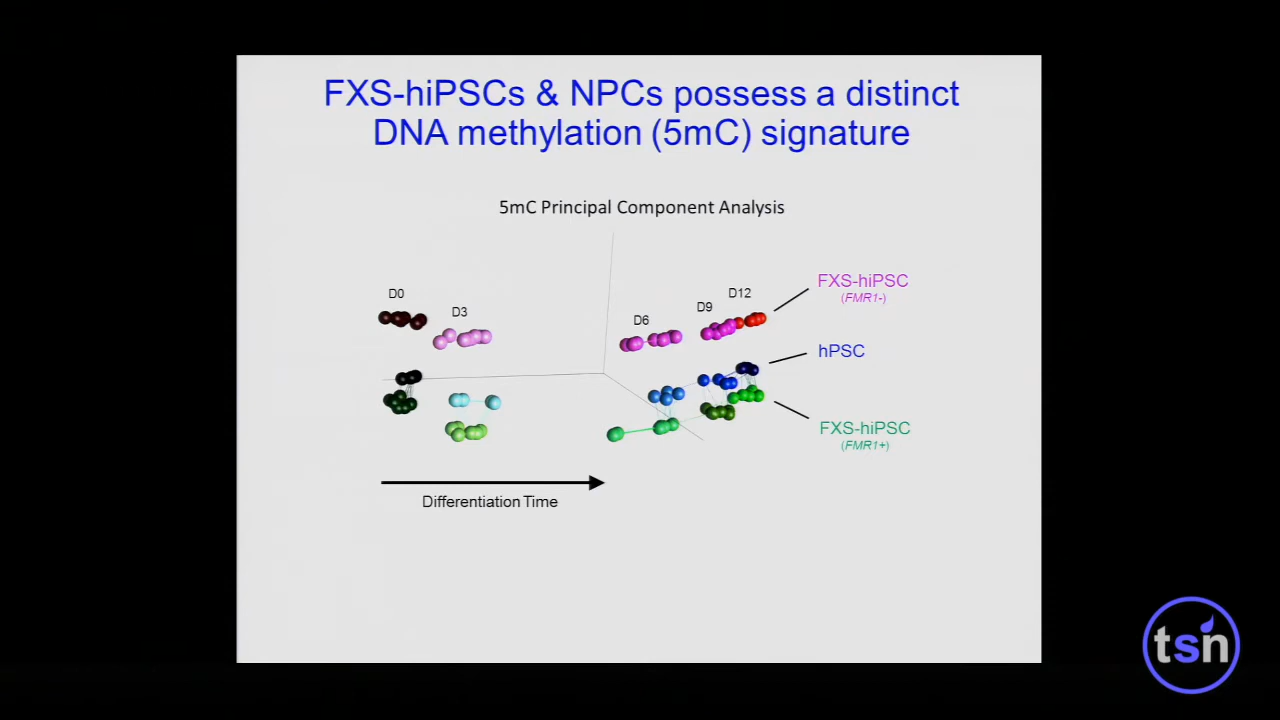 FXS-hiPSCs & NPCs possess a distinct
DNA methylation (5mC) signature
5mC Principal Component Analysis
D0
D3
D6
D9
D12
FXS-hiPSC
(FMR1-)
hPSC
FXS-hiPSC
(FMR1+)
Differentiation Time
tsn